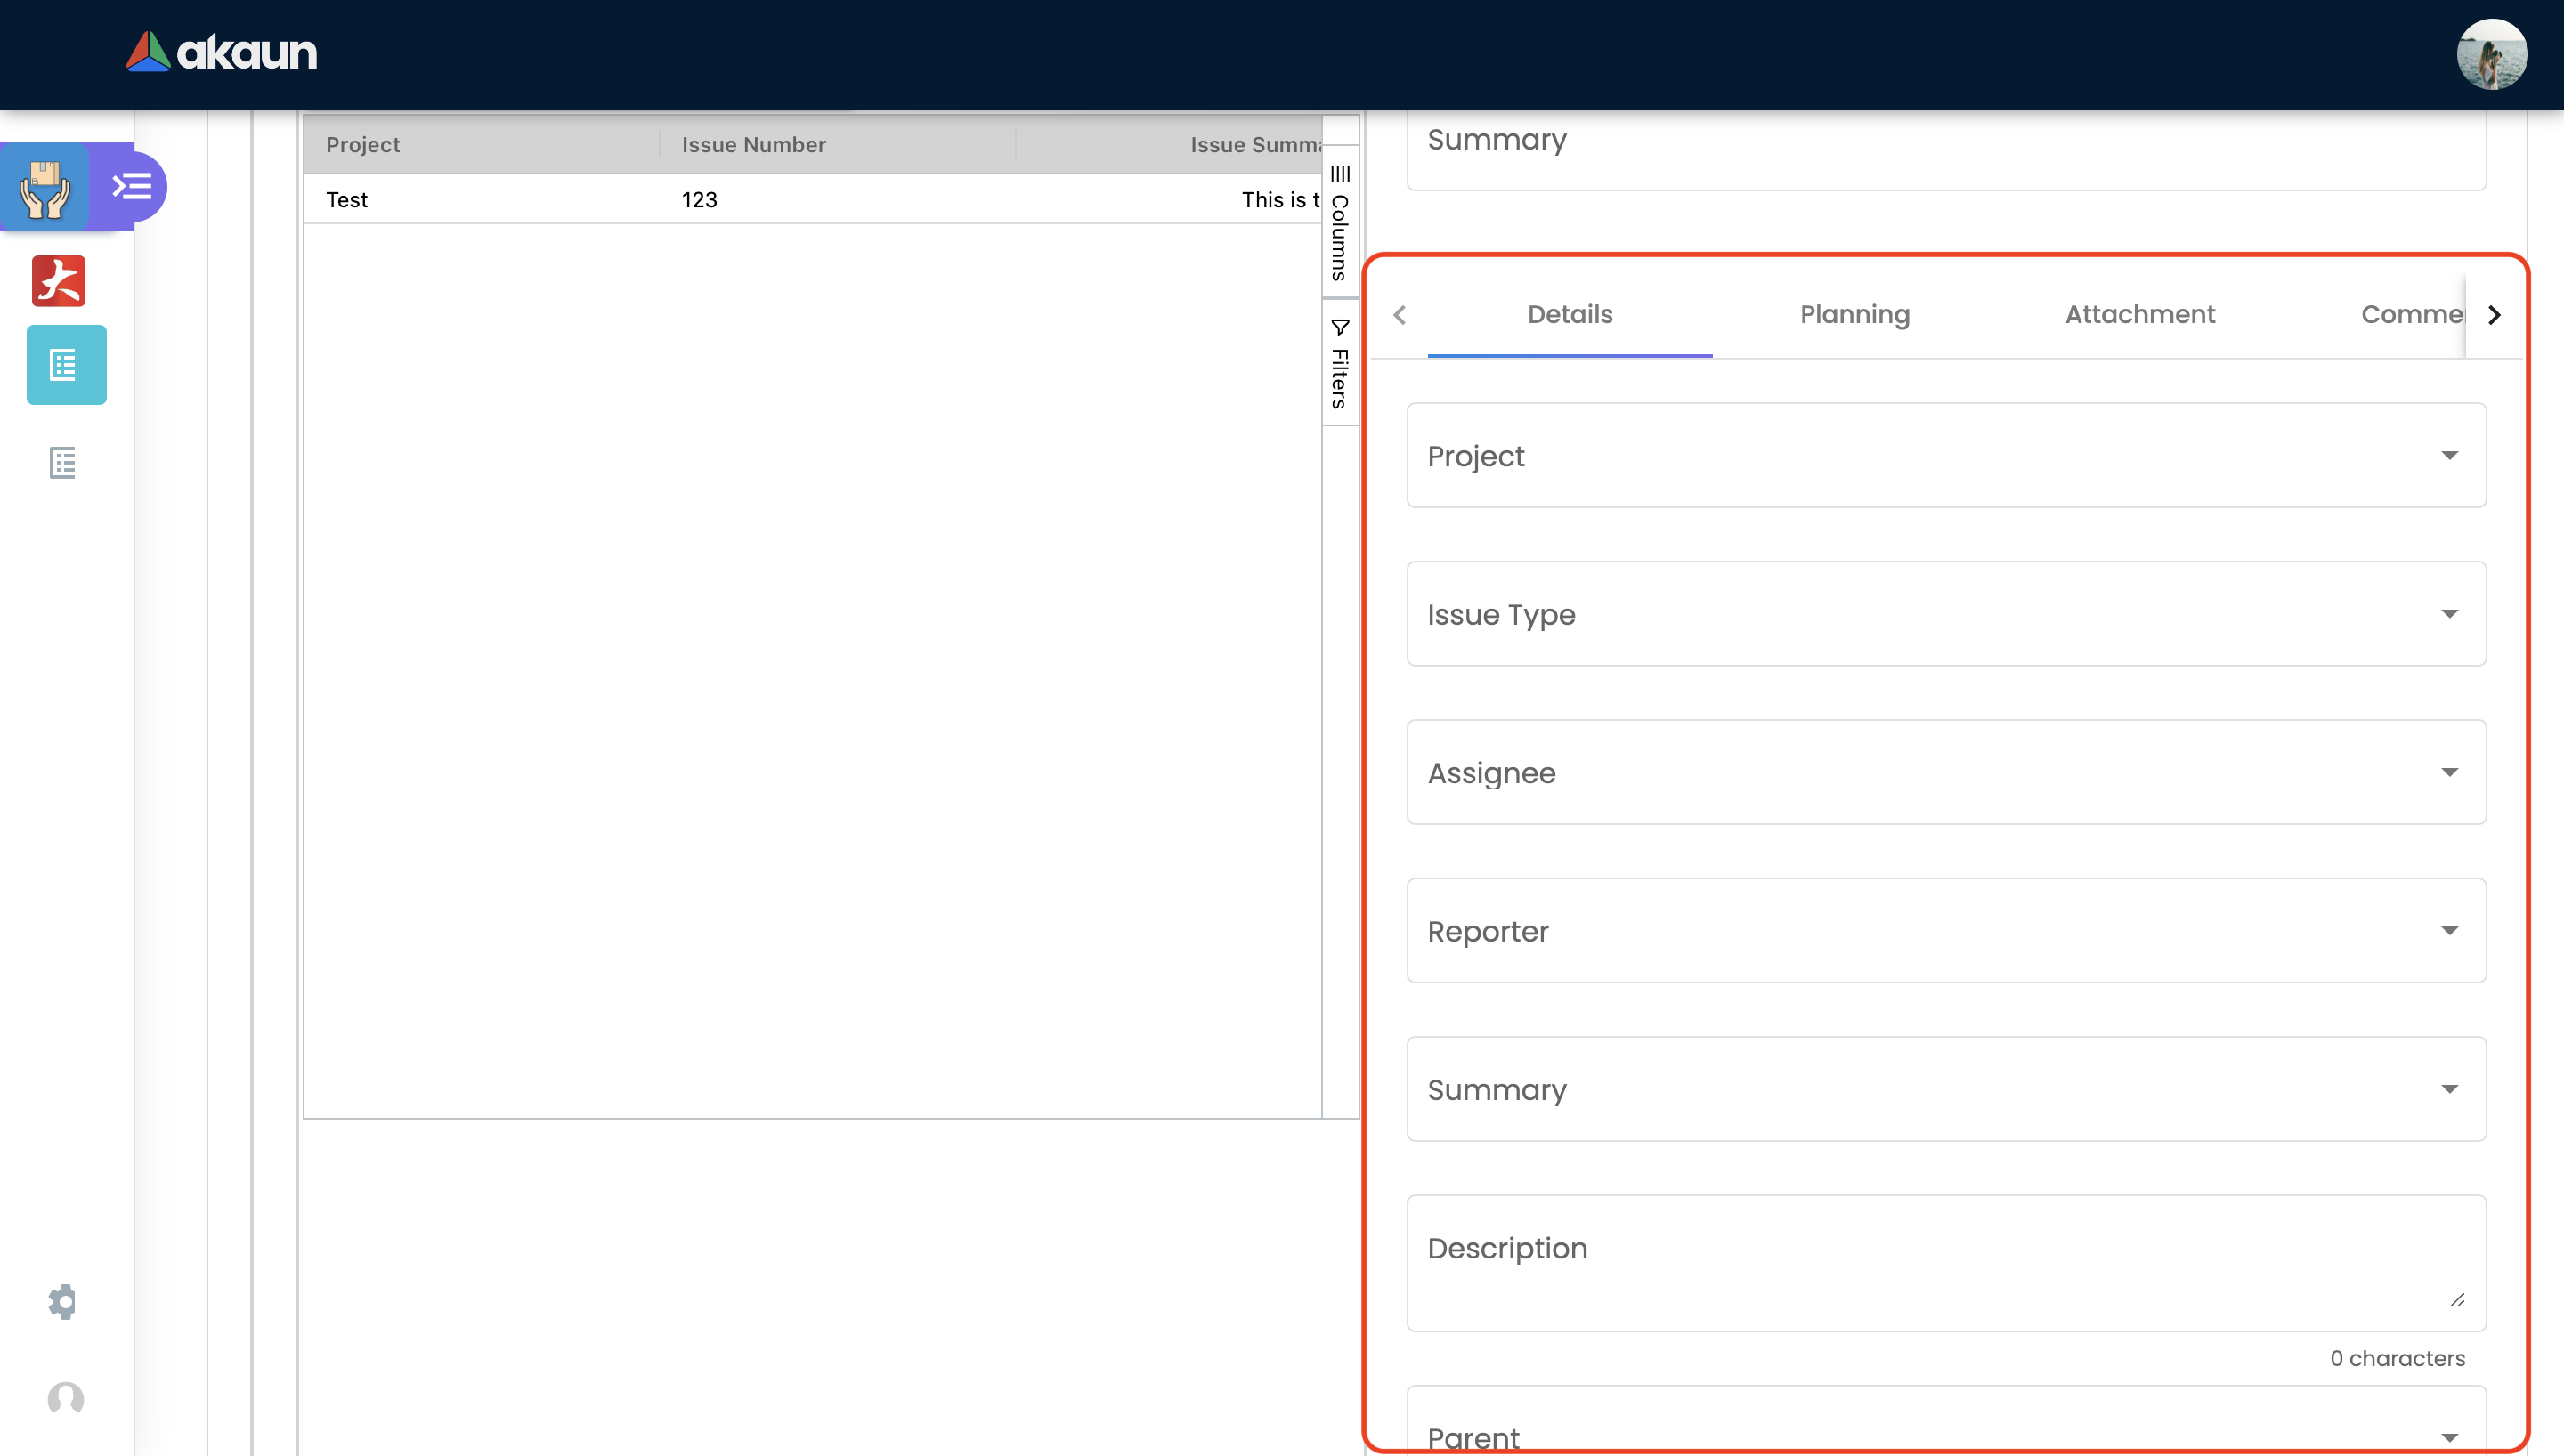 akaun
Project Issue Number Issue Summa
Test 123 This is t
Columns
Filters
Summary
Details Planning Attachment Comme
Project
Issue Type
Assignee
Reporter
Summary
Description
0 characters
Parent